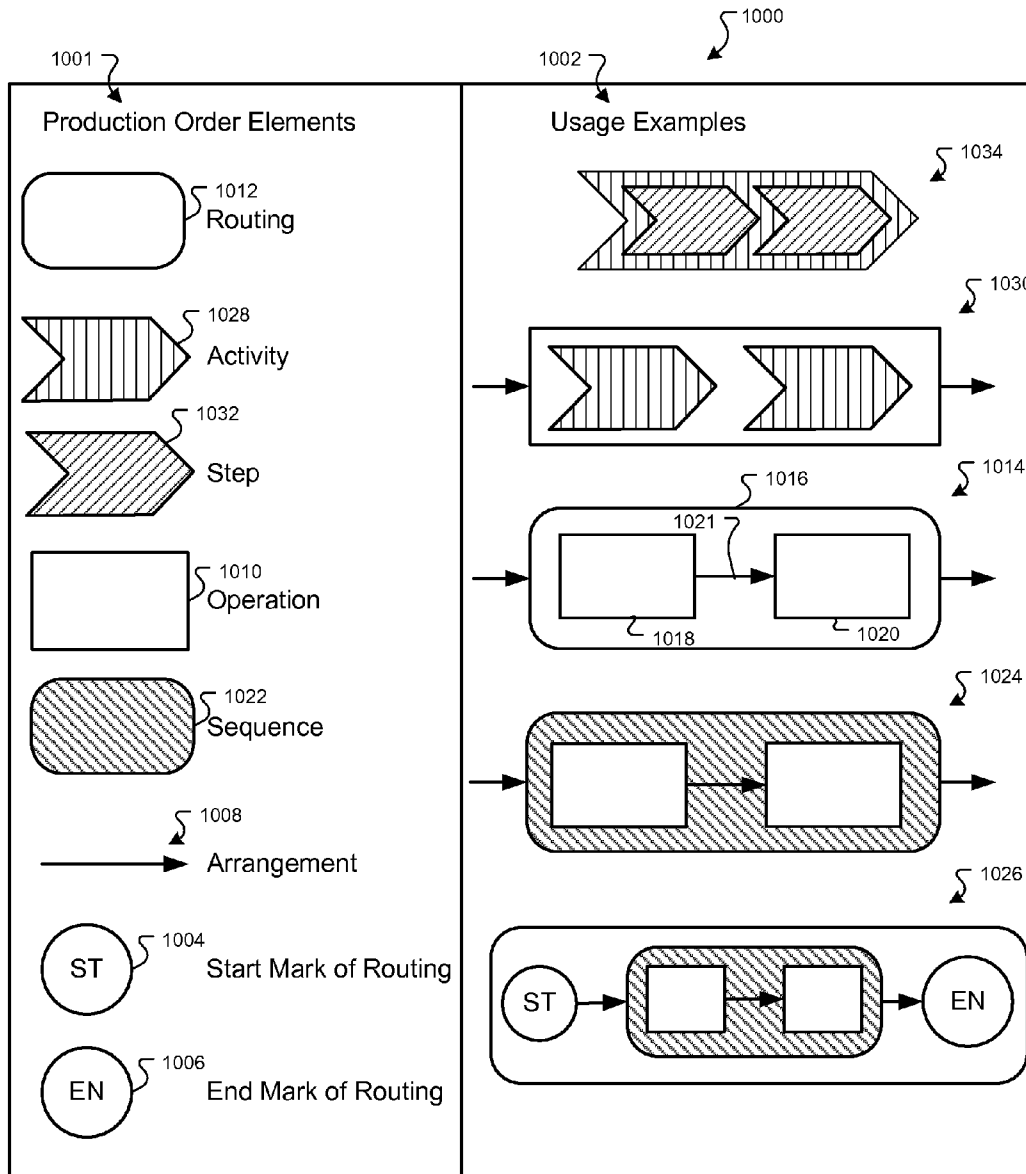 1000
1001
1002
Production Order Elements
Usage Examples
1012
Routing
1034
1028
Activity
1030
1032
Step
1014
1016
1021
1010
Operation
1018
1020
1022
Sequence
1024
1008
Arrangement
1026
ST
1004
Start Mark of Routing
ST
EN
EN
1006
End Mark of Routing